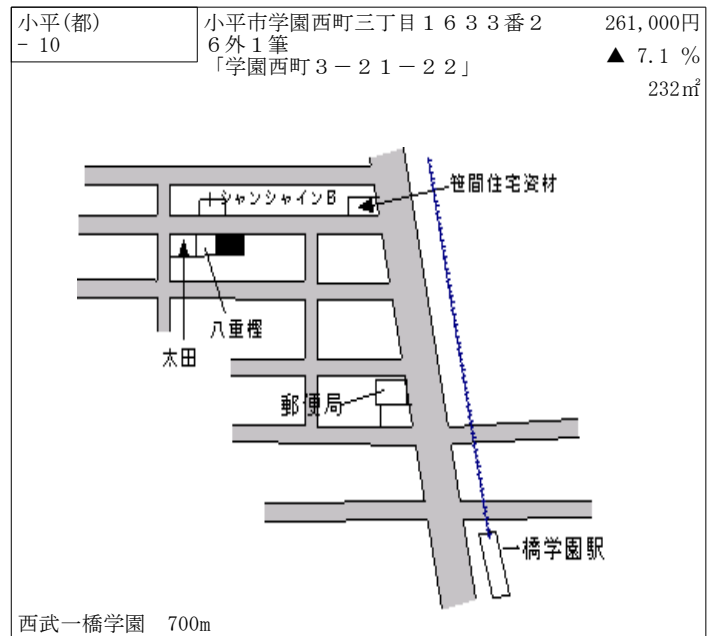 小平(都)
- 10
小平市学園西町三丁目１６３３番２
６外１筆
「学園西町３－２１－２２」
261,000円
▲ 7.1 %
232㎡
笹間住宅資材
シャンシャインB
八重樫
太田
郵便局
一橋学園駅
西武一橋学園　700m